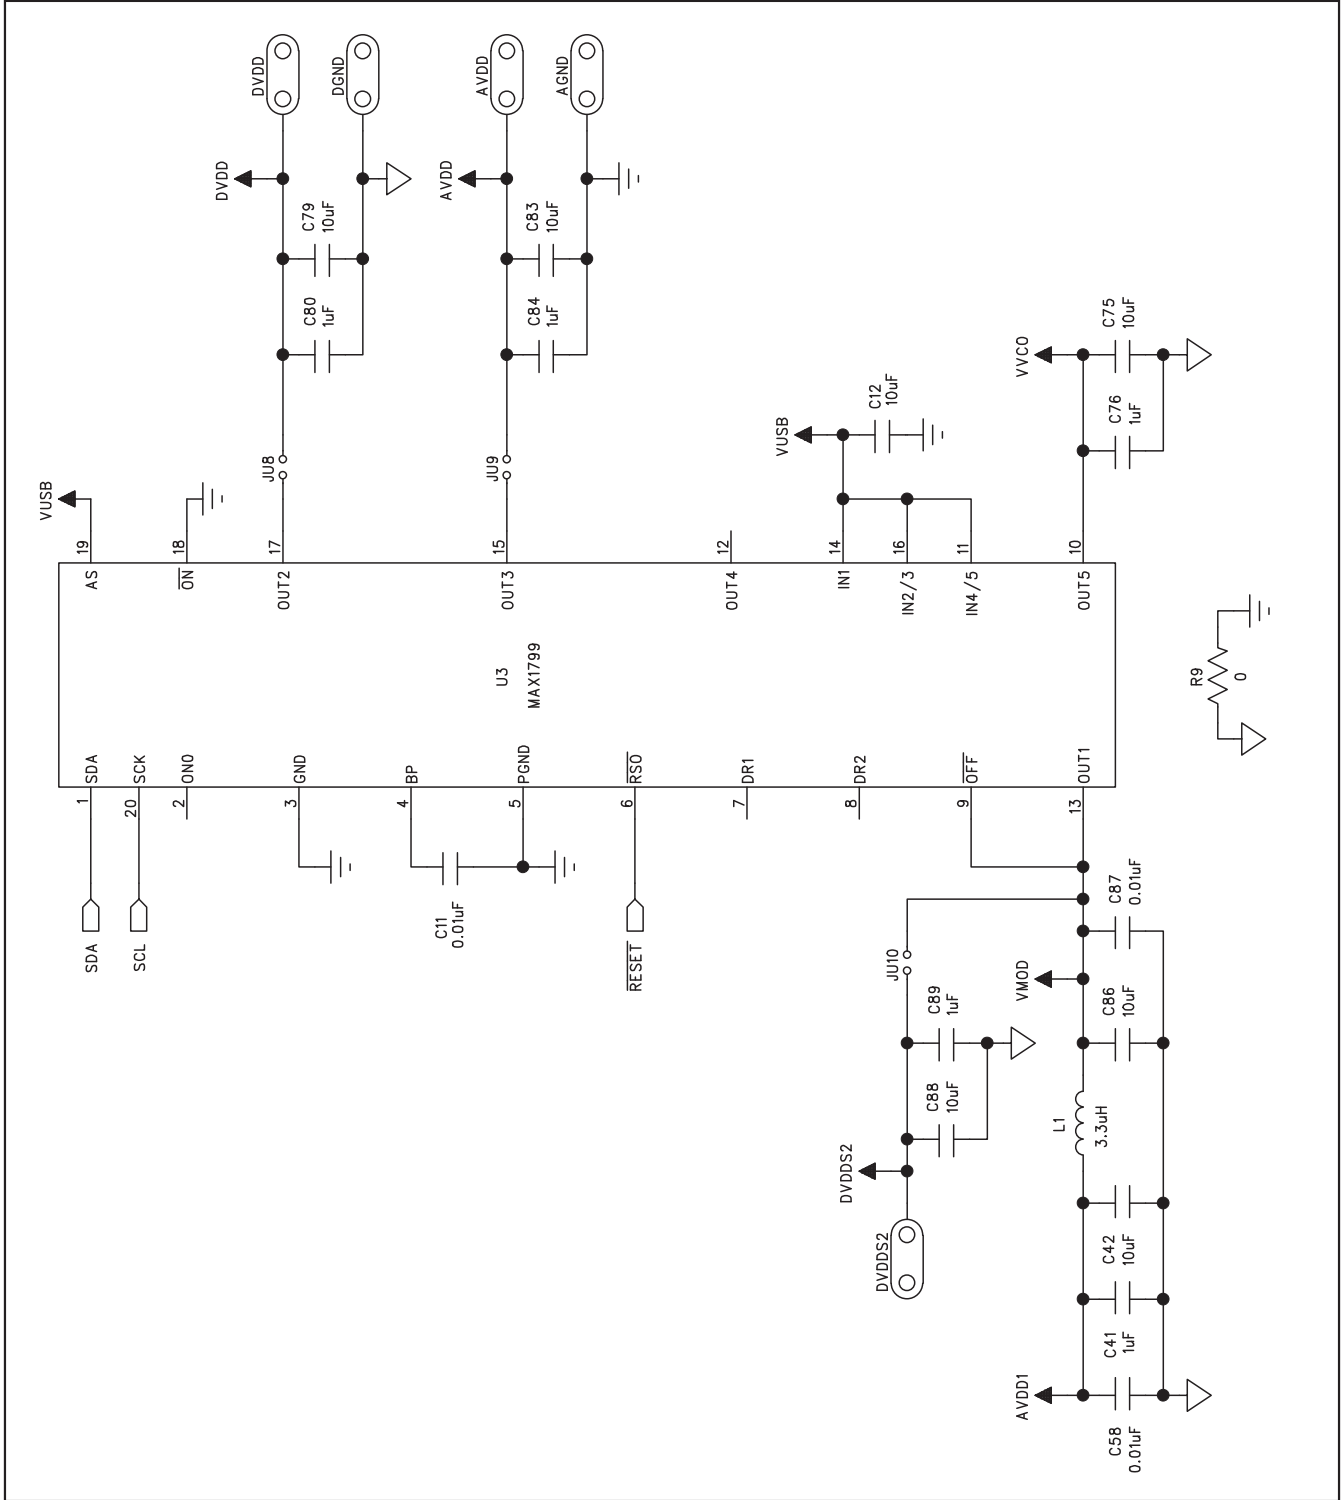 DVDD
DGND
AVDD
AGND
DVDD
AVDD
C79
10uF
C83
10uF
C80
1uF
C84
1uF
VVCO
C75
10uF
C76
1uF
VUSB
C12
10uF
JU8
JU9
VUSB
19
18
17
15
12
14
16
11
10
AS
ON
OUT2
OUT3
OUT4
IN1
IN2/3
IN4/5
OUT5
U3
MAX1799
R9
0
SDA
SCK
ONO
GND
BP
PGND
RSO
DR1
DR2
OFF
OUT1
1
20
2
3
4
5
6
7
8
9
13
SDA
SCL
C11
0.01uF
RESET
JU10
C87
0.01uF
VMOD
C89
1uF
C86
10uF
C88
10uF
L1
3.3uH
DVDDS2
DVDDS2
C42
10uF
C41
1uF
AVDD1
C58
0.01uF